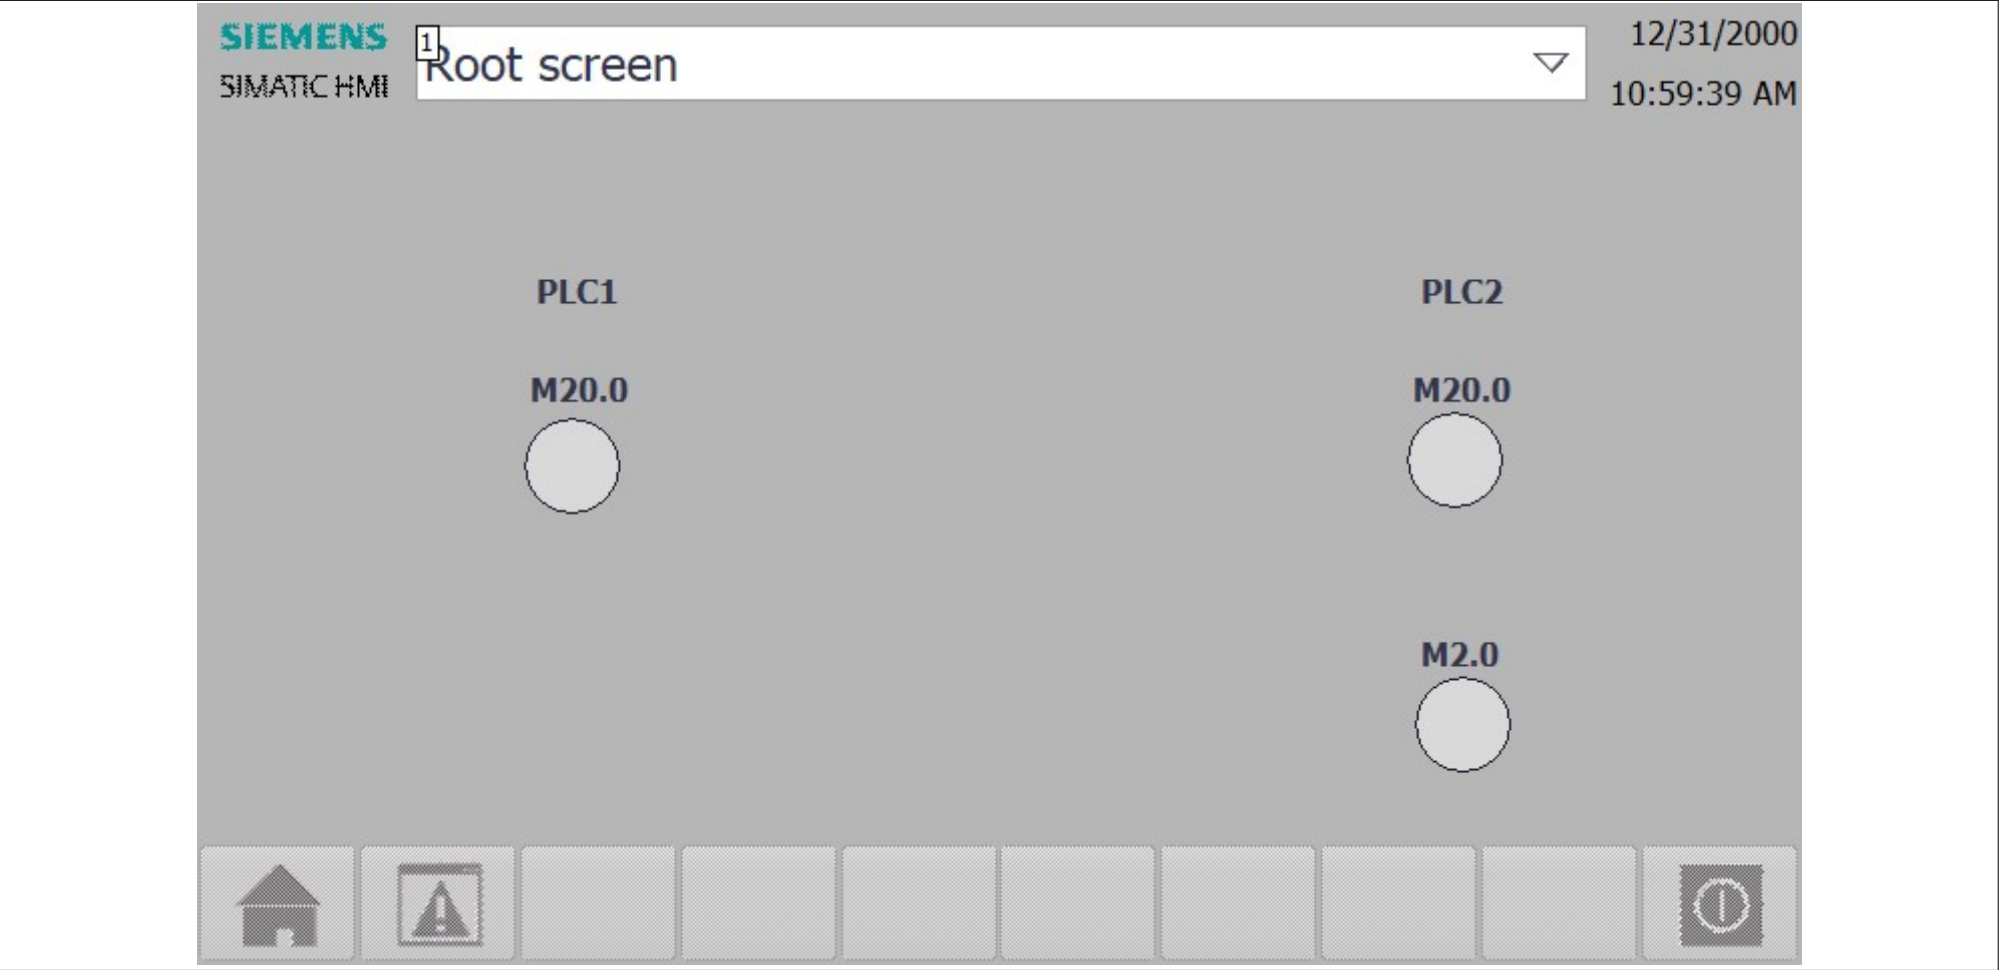 SIEMENS
SIMATIC HMI
1
Root screen
12/31/2000
10:59:39 AM
PLC1
PLC2
M20.0
M20.0
M2.0